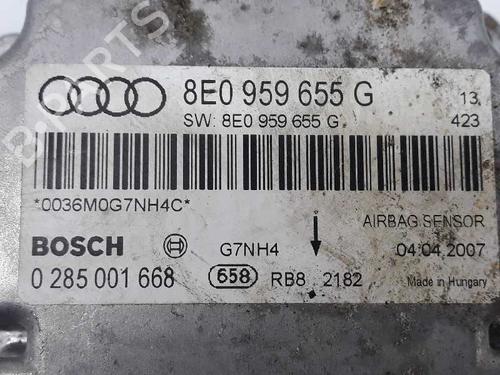 B-PARTS
8E0 959 655 G
13
SW: 8E0 959 655 G
423
*0036M0G7NH4C*
AIRBAG SENSOR
BOSCH
G7NH4
04.04.2007
0 285 001 668
658
RB8 2182
Made in Hungary